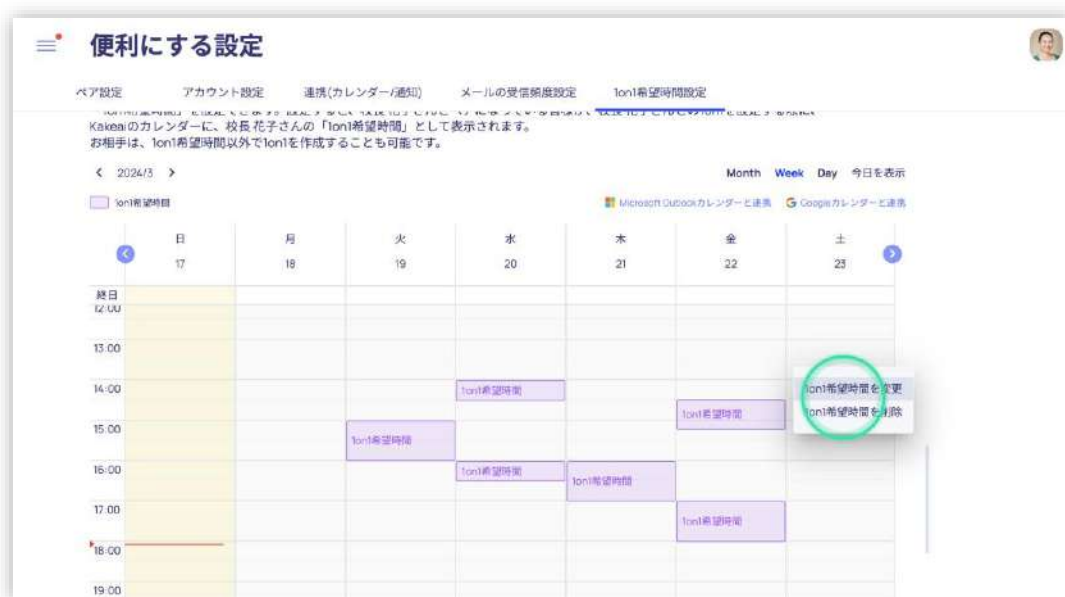 便利にする設定
ペア設定 アカウント設定 連携(カレンダー/通知) メールの受信頻度設定 1on1希望時間設定
Kakeaiのカレンダーに、校長 花子さんの「1on1希望時間」として表示されます。
お相手は、1on1希望時間以外で1on1を作成することも可能です。
2024/3 Month Week Day 今日を表示
1on1希望時間 Microsoft Outlookカレンダーと連携 Googleカレンダーと連携
日 月 火 水 木 金 土
17 18 19 20 21 22 23
終日
12:00
13:00
14:00 1on1希望時間 1on1希望時間を変更
1on1希望時間 1on1希望時間を削除
15:00
1on1希望時間
16:00 1on1希望時間
1on1希望時間
17:00
1on1希望時間
18:00
19:00